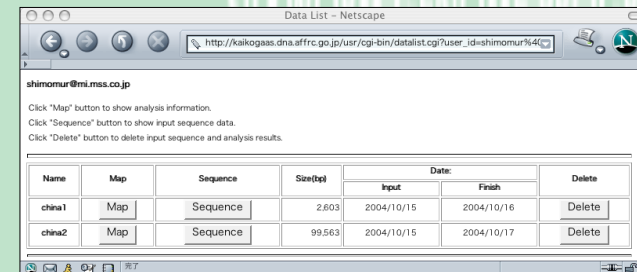 Data List – Netscape
http://kaikogaas.dna.affrc.go.jp/usr/cgi-bin/datalist.cgi?user_id=shimomur%40
N
shimomur@mi.mss.co.jp
Click "Map" button to show analysis information.
Click "Sequence" button to show input sequence data.
Click "Delete" button to delete input sequence and analysis results.
Name Map Sequence Size(bp) Date: Delete
Input Finish
china1 Map Sequence 2,603 2004/10/15 2004/10/16 Delete
china2 Map Sequence 99,563 2004/10/15 2004/10/17 Delete
完了